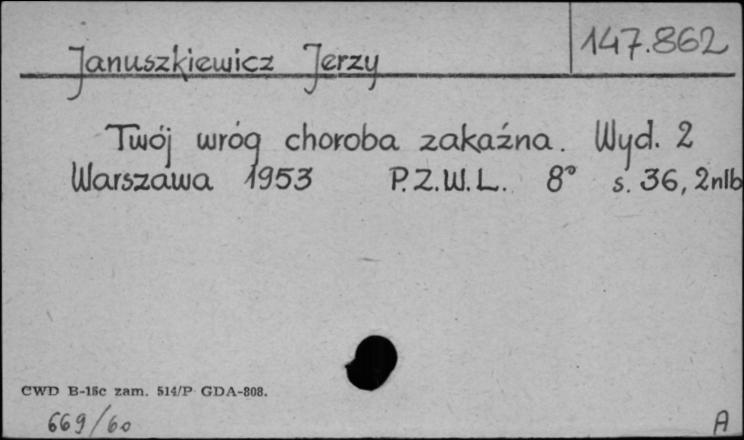 147.862
Januszkiewicz Jerzy
Twój wróg choroba zakaźna. Wyd. 2
Warszawa 1953 P.Z.W.L. 8° s. 36, 2nlb
CWD B-15c zam. 514/P GDA-808.
669/60
A